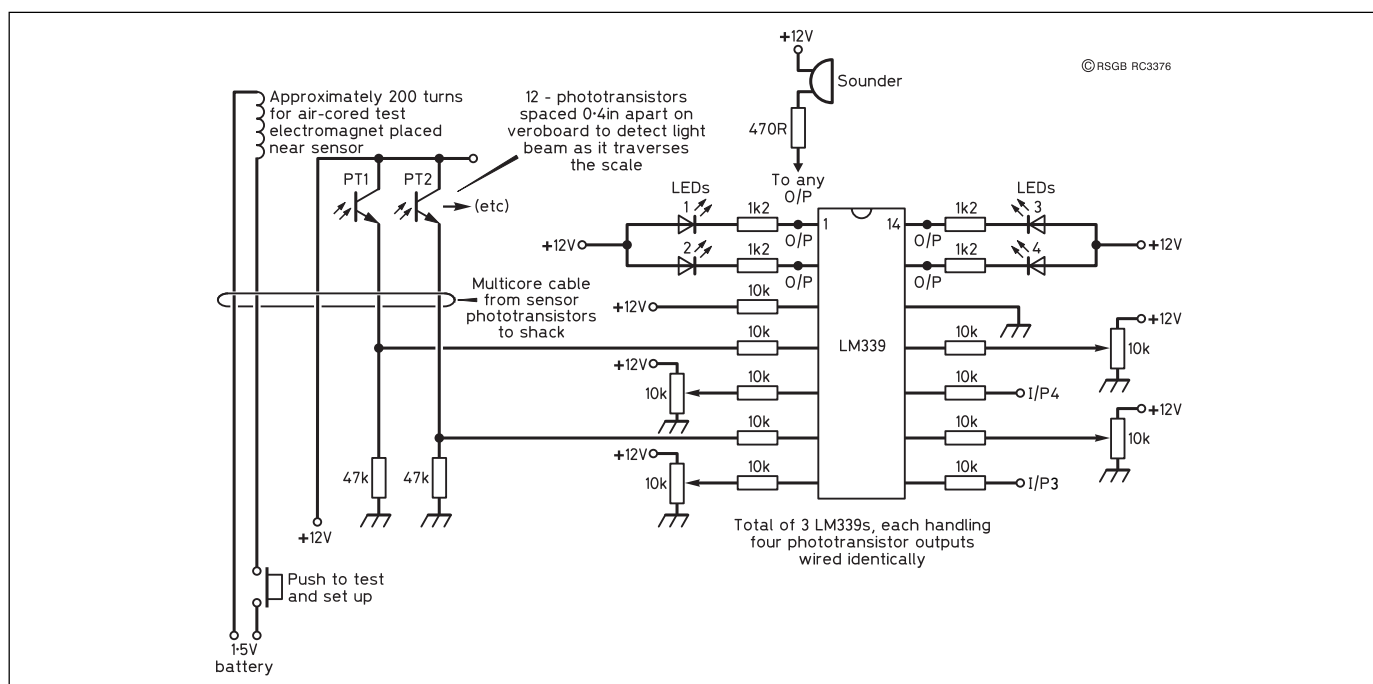 +12V
Sounder
470R
To any
O/P
©RSGB RC3376
Approximately 200 turns
for air-cored test
electromagnet placed
near sensor
12 - phototransistors
spaced 0·4in apart on
veroboard to detect light
beam as it traverses
the scale
PT1
PT2
(etc)
Multicore cable
from sensor
phototransistors
to shack
47k
47k
+12V
Push to test
and set up
1·5V
battery
LEDs
1
1k2
O/P
+12V
2
1k2
O/P
+12V
10k
10k
+12V
10k
10k
10k
+12V
10k
10k
1
14
LM339
LEDs
3
1k2
O/P
+12V
4
1k2
O/P
+12V
10k
10k
10k
I/P4
+12V
10k
10k
10k
I/P3
Total of 3 LM339s, each handling
four phototransistor outputs
wired identically